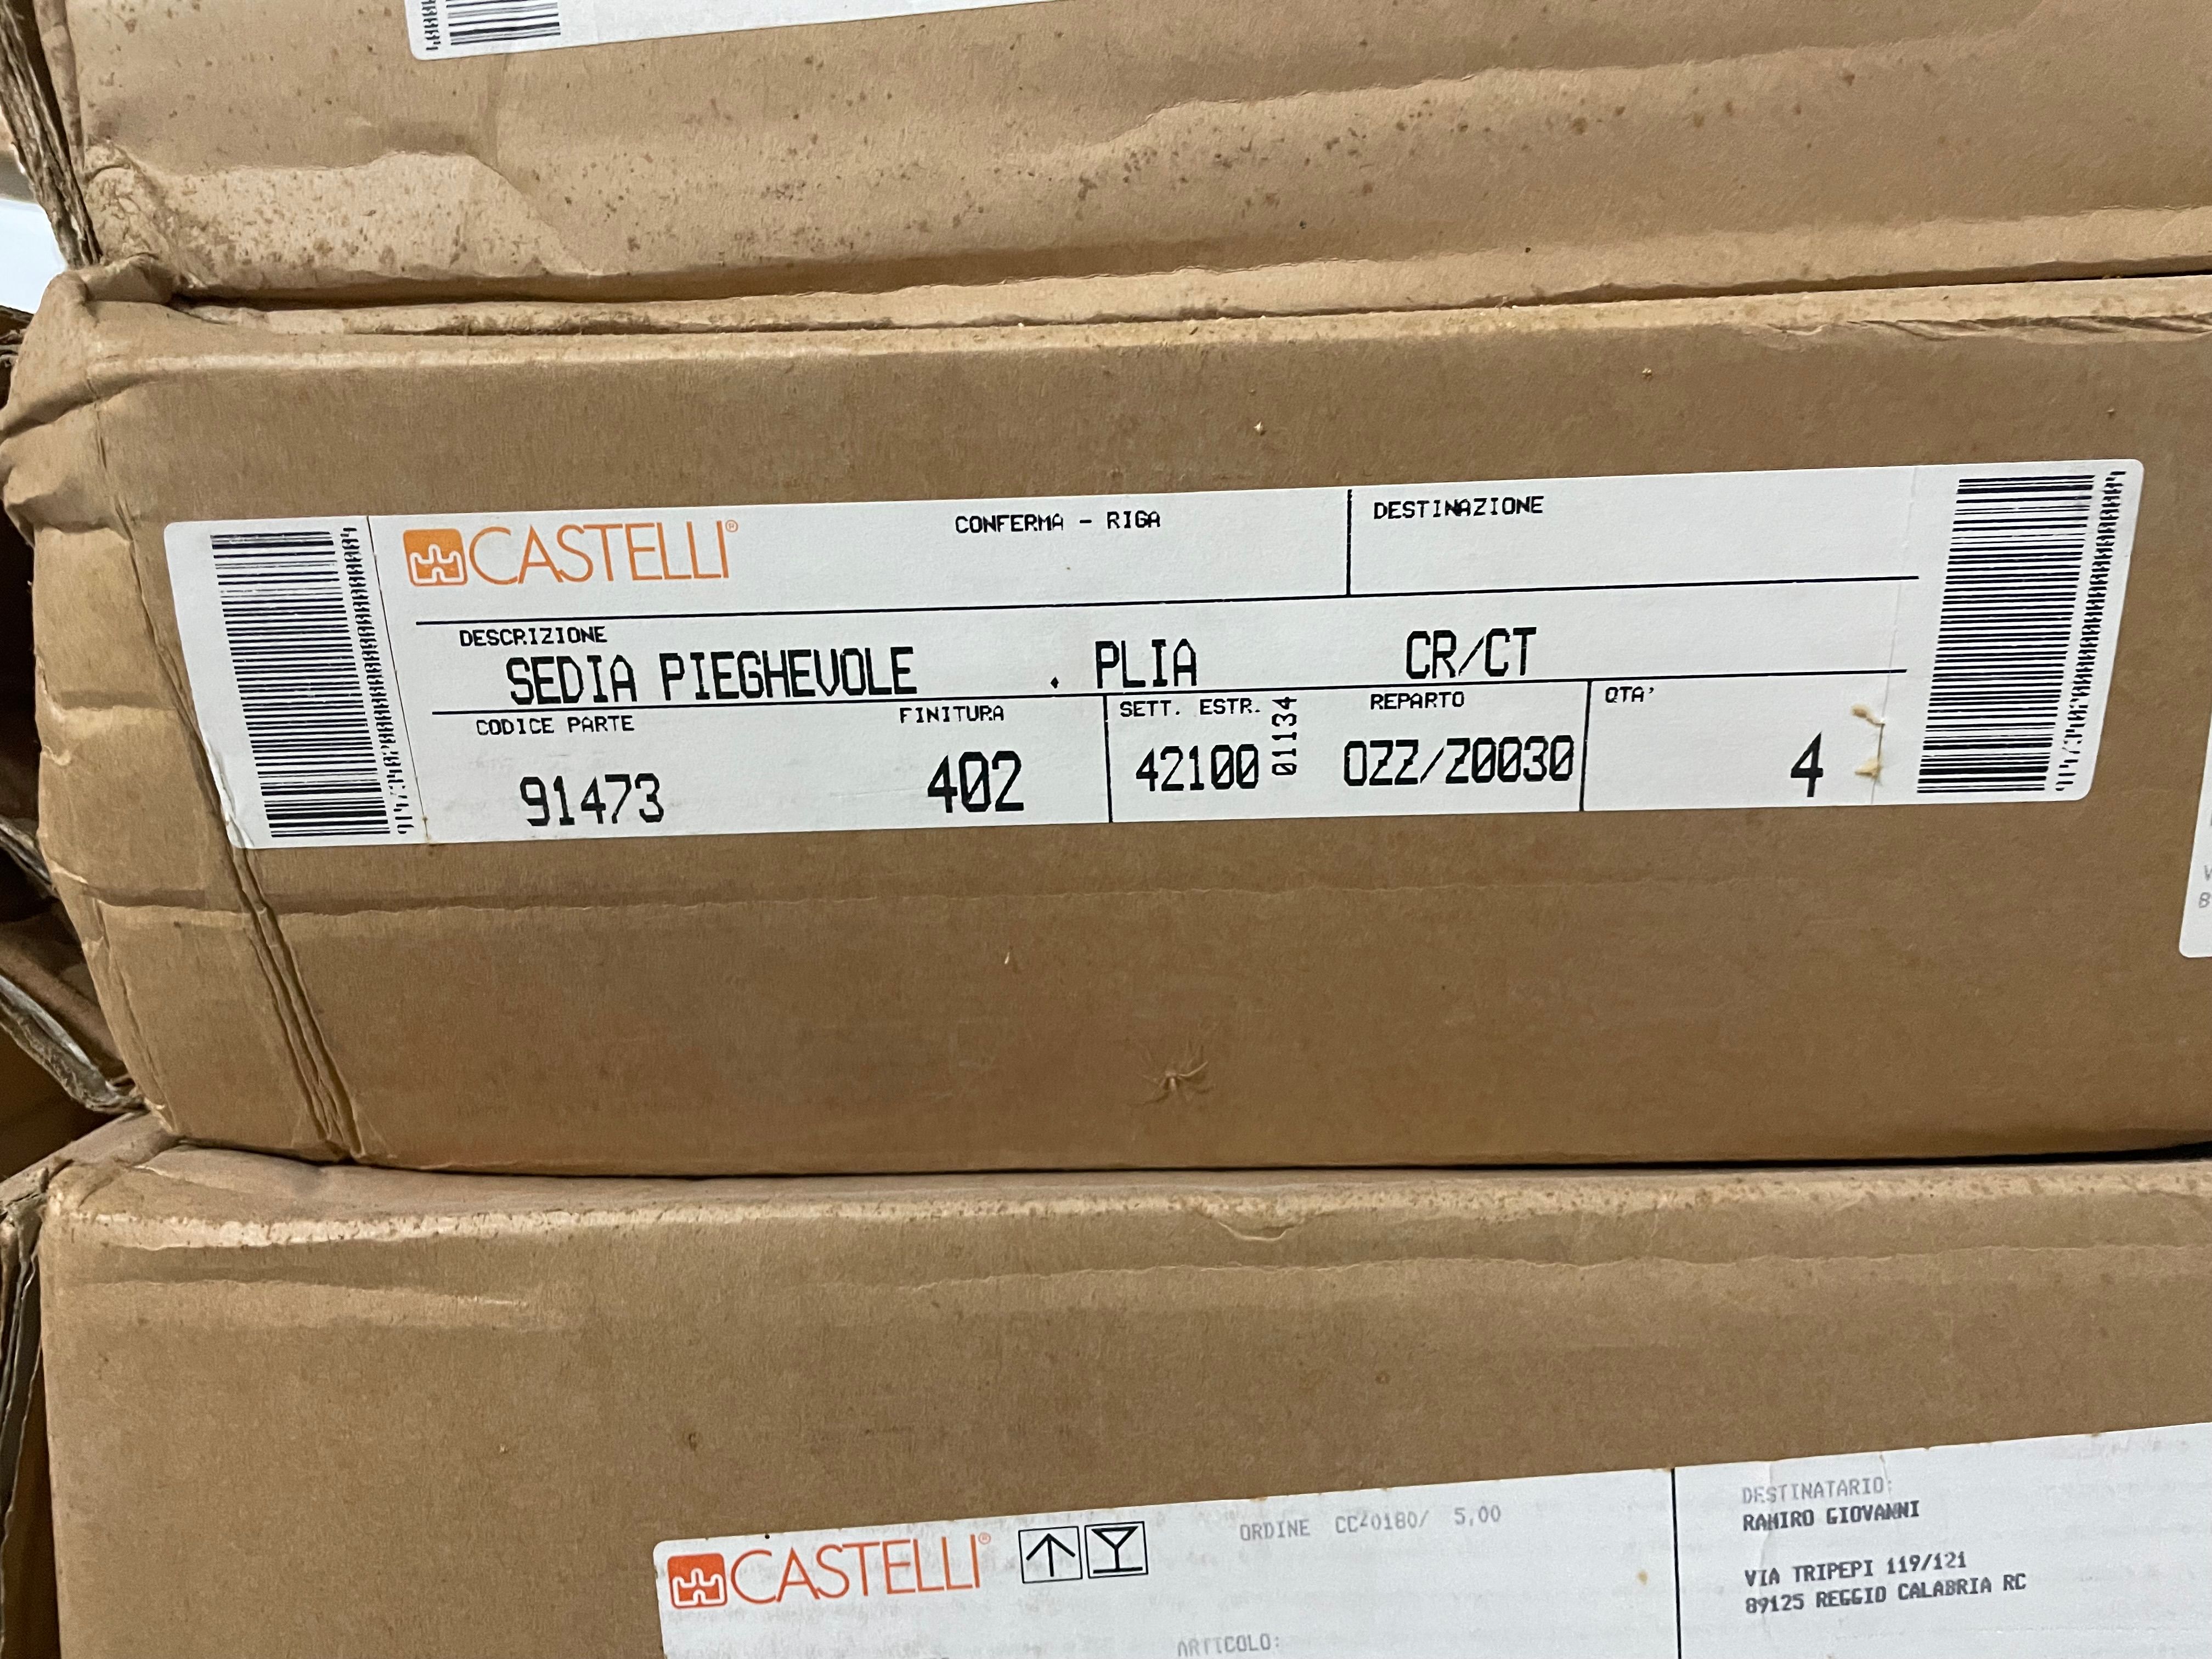 CASTELLI®
CONFERMA - RIGA
DESTINAZIONE
DESCRIZIONE
SEDIA PIEGHEVOLE . PLIA CR/CT
CODICE PARTE
FINITURA
SETT. ESTR.
01134
REPARTO
QTA'
91473
402
42100
OZZ/Z0030
4
CASTELLI®
ORDINE CC20180/ 5,00
DESTINATARIO:
RAMIRO GIOVANNI
VIA TRIPEPI 119/121
89125 REGGIO CALABRIA RC
ARTICOLO: